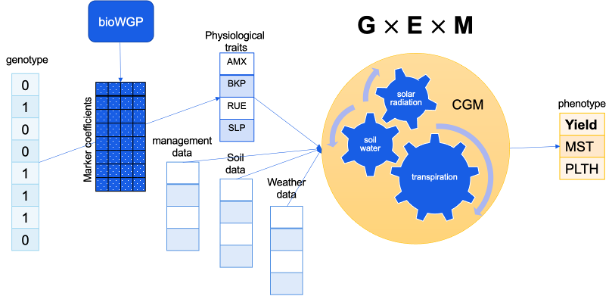 bioWGP
G × E × M
genotype
0
1
0
0
1
1
1
0
Marker coefficients
Physiological
traits
AMX
BKP
RUE
SLP
management
data
Soil
data
Weather
data
solar
radiation
CGM
soil
water
transpiration
phenotype
Yield
MST
PLTH